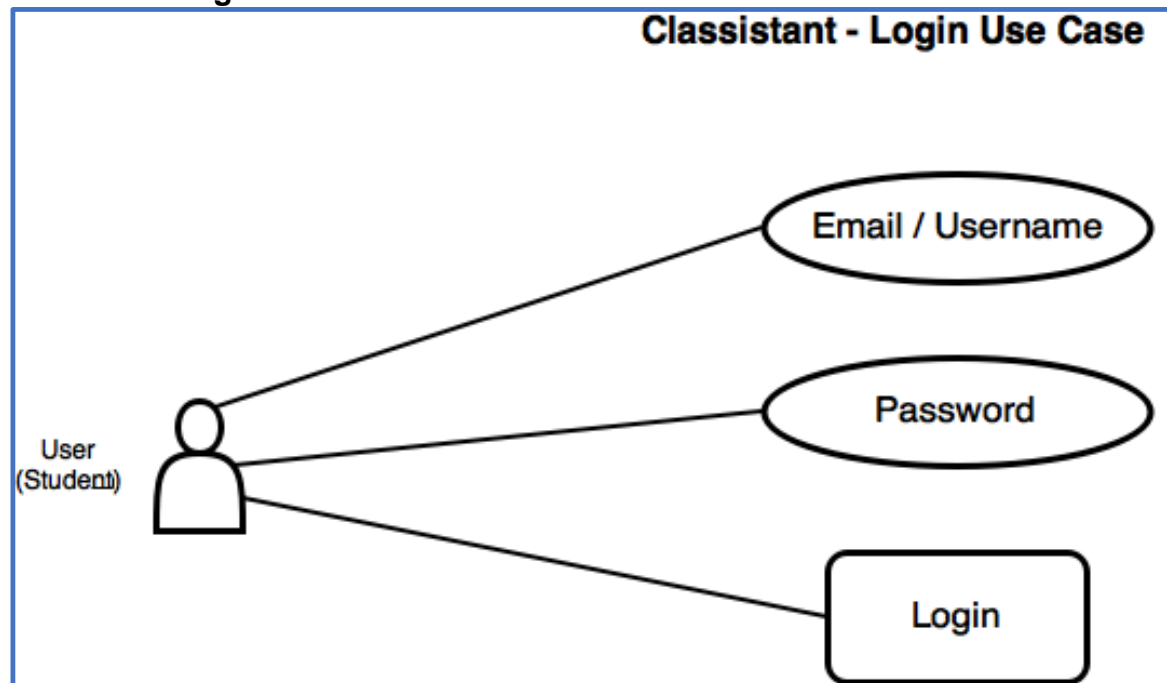 Classistant - Login Use Case
Email / Username
Password
User
(Student)
Login